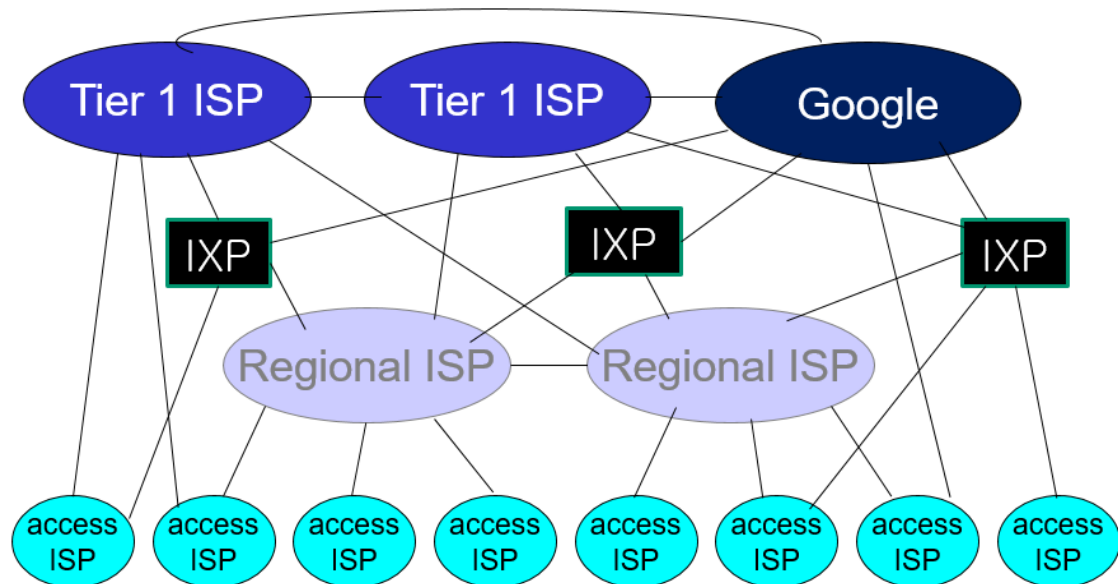 Tier 1 ISP
Tier 1 ISP
Google
IXP
IXP
IXP
Regional ISP
Regional ISP
access
ISP
access
ISP
access
ISP
access
ISP
access
ISP
access
ISP
access
ISP
access
ISP